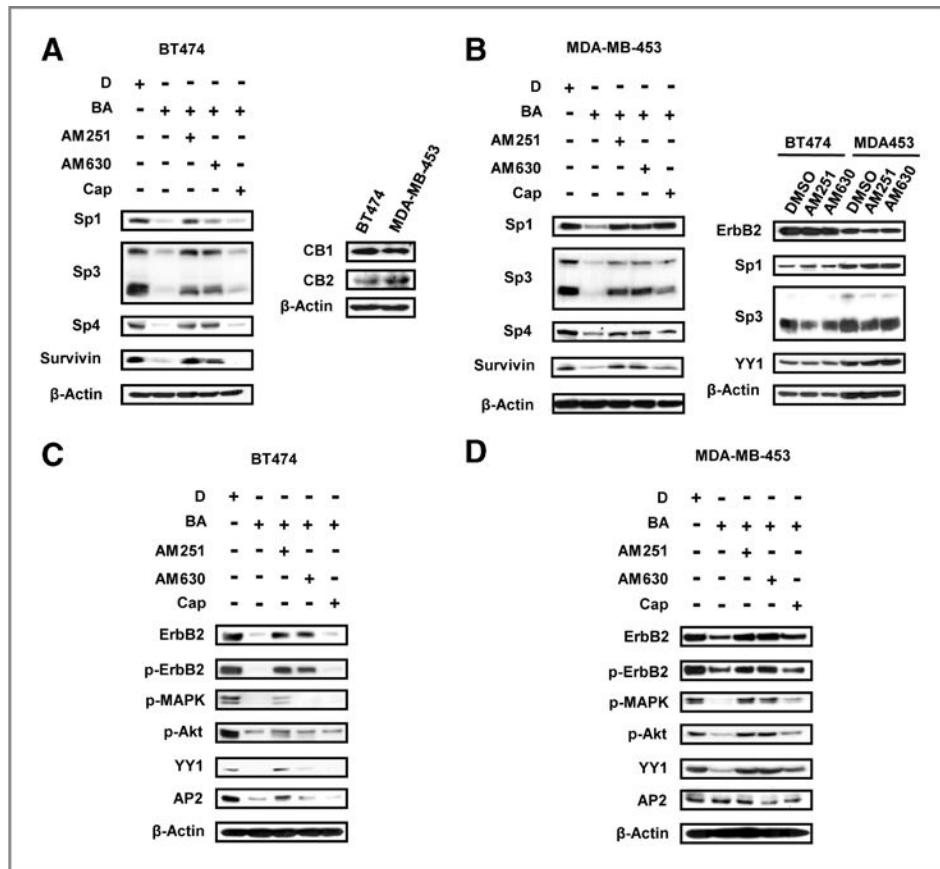 A
BT474
D + - - - -
BA - + + + +
AM251 - - + - -
AM630 - - - + -
Cap - - - - +
Sp1
Sp3
Sp4
Survivin
β-Actin
BT474
MDA-MB-453
CB1
CB2
β-Actin
B
MDA-MB-453
D + - - - -
BA - + + + +
AM251 - - + - -
AM630 - - - + -
Cap - - - - +
Sp1
Sp3
Sp4
Survivin
β-Actin
BT474 MDA453
DMSO AM251 AM630 DMSO AM251 AM630
ErbB2
Sp1
Sp3
YY1
β-Actin
C
BT474
D + - - - -
BA - + + + +
AM251 - - + - -
AM630 - - - + -
Cap - - - - +
ErbB2
p-ErbB2
p-MAPK
p-Akt
YY1
AP2
β-Actin
D
MDA-MB-453
D + - - - -
BA - + + + +
AM251 - - + - -
AM630 - - - + -
Cap - - - - +
ErbB2
p-ErbB2
p-MAPK
p-Akt
YY1
AP2
β-Actin